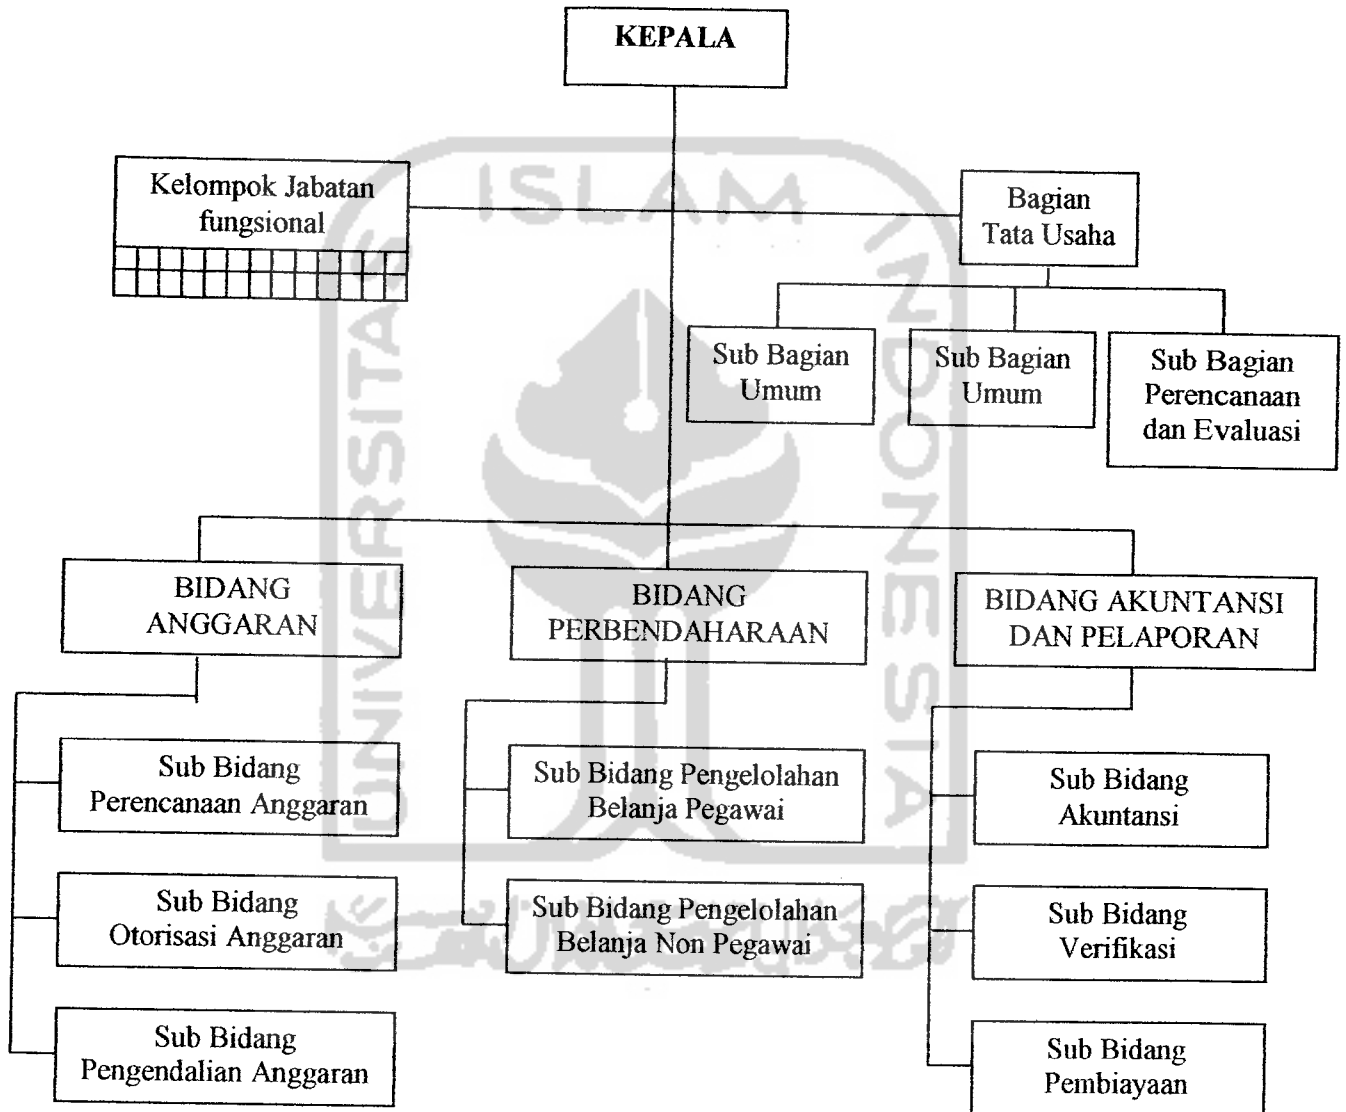 KEPALA
Kelompok Jabatan
fungsional
Bagian
Tata Usaha
Sub Bagian
Umum
Sub Bagian
Umum
Sub Bagian
Perencanaan
dan Evaluasi
BIDANG
ANGGARAN
BIDANG
PERBENDAHARAAN
BIDANG AKUNTANSI
DAN PELAPORAN
Sub Bidang
Perencanaan Anggaran
Sub Bidang Pengelolahan
Belanja Pegawai
Sub Bidang
Akuntansi
Sub Bidang
Otorisasi Anggaran
Sub Bidang Pengelolahan
Belanja Non Pegawai
Sub Bidang
Verifikasi
Sub Bidang
Pengendalian Anggaran
Sub Bidang
Pembiayaan
UNIVERSITAS
ISLAM
INDONESIA